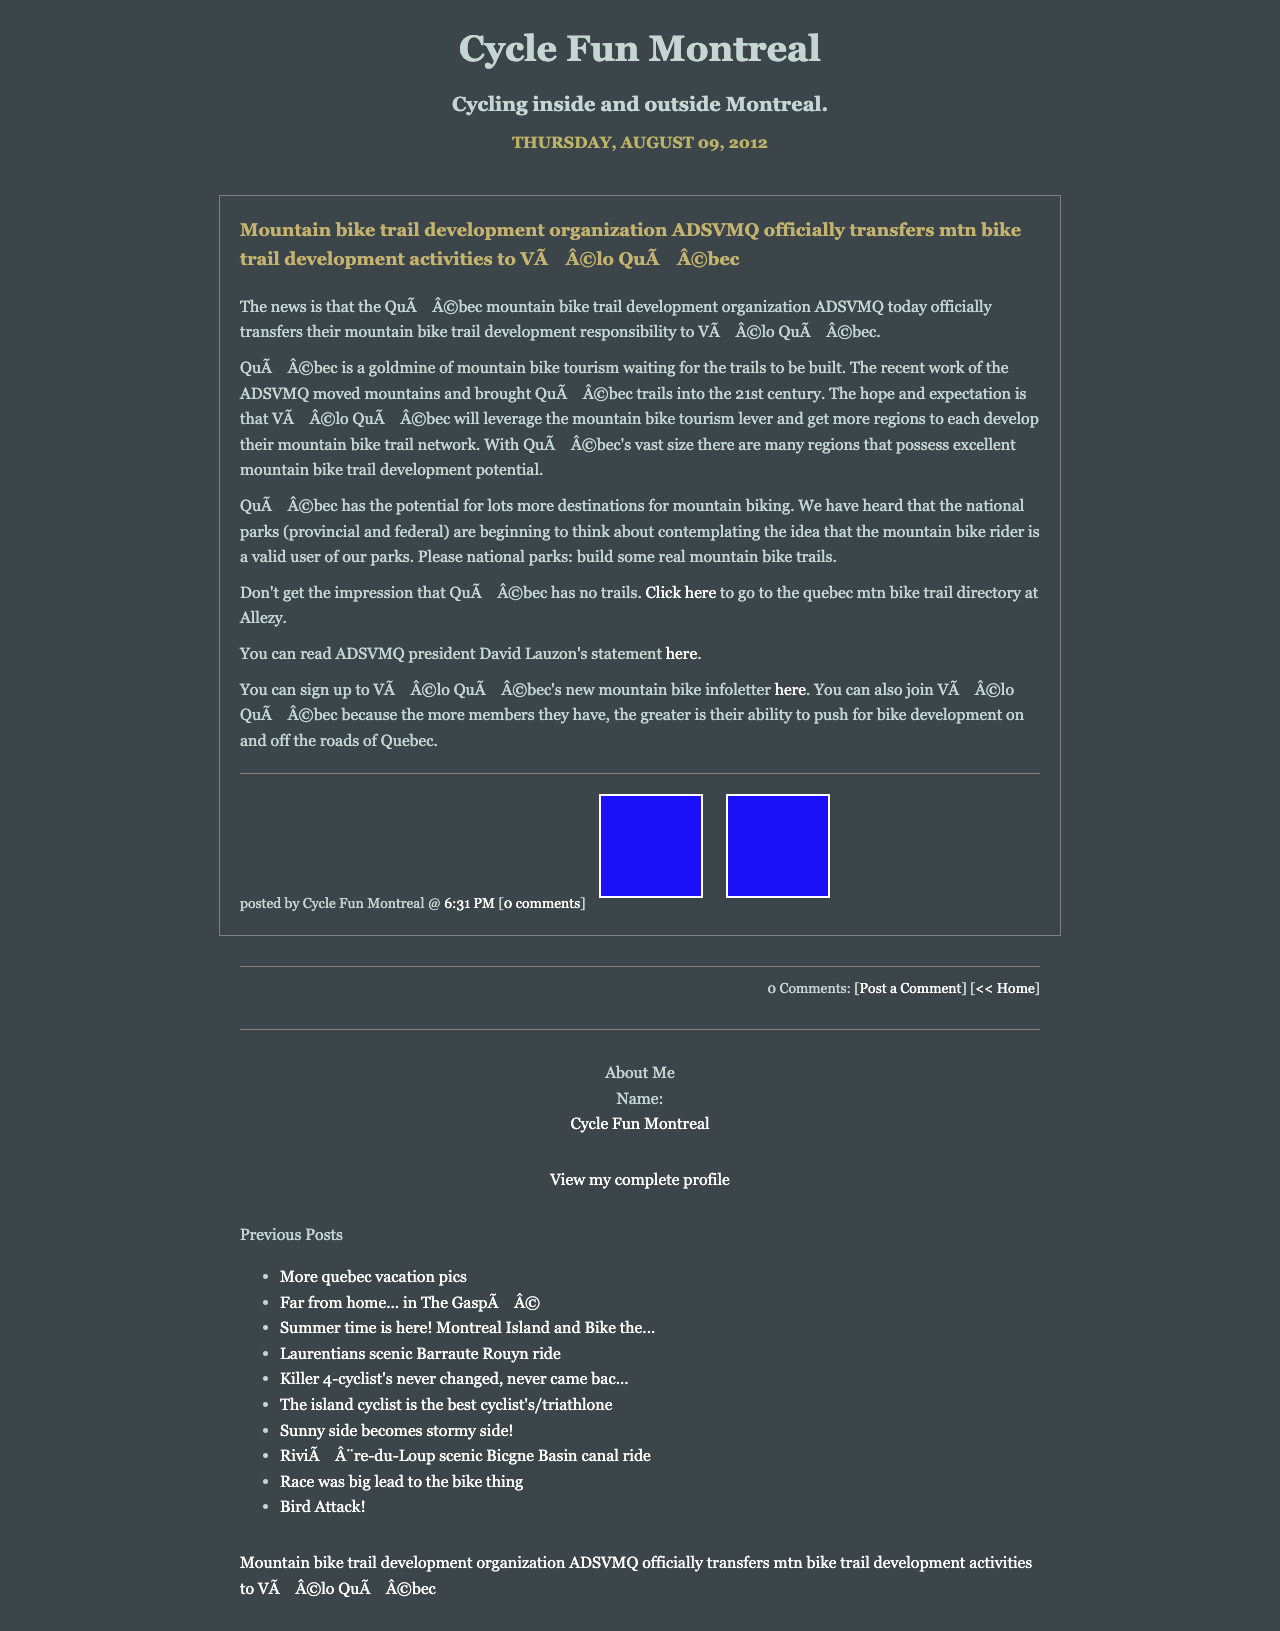 Cycle Fun Montreal
Cycling inside and outside Montreal.
THURSDAY, AUGUST 09, 2012
Mountain bike trail development organization ADSVMQ officially transfers mtn bike
trail development activities to VÃ Â©lo QuÃ Â©bec
The news is that the QuÃ Â©bec mountain bike trail development organization ADSVMQ today officially
transfers their mountain bike trail development responsibility to VÃ Â©lo QuÃ Â©bec.
QuÃ Â©bec is a goldmine of mountain bike tourism waiting for the trails to be built. The recent work of the
ADSVMQ moved mountains and brought QuÃ Â©bec trails into the 21st century. The hope and expectation is
that VÃ Â©lo QuÃ Â©bec will leverage the mountain bike tourism lever and get more regions to each develop
their mountain bike trail network. With QuÃ Â©bec's vast size there are many regions that possess excellent
mountain bike trail development potential.
QuÃ Â©bec has the potential for lots more destinations for mountain biking. We have heard that the national
parks (provincial and federal) are beginning to think about contemplating the idea that the mountain bike rider is
a valid user of our parks. Please national parks: build some real mountain bike trails.
Don't get the impression that QuÃ Â©bec has no trails. Click here to go to the quebec mtn bike trail directory at
Allezy.
You can read ADSVMQ president David Lauzon's statement here.
You can sign up to VÃ Â©lo QuÃ Â©bec's new mountain bike infoletter here. You can also join VÃ Â©lo
QuÃ Â©bec because the more members they have, the greater is their ability to push for bike development on
and off the roads of Quebec.
posted by Cycle Fun Montreal @ 6:31 PM [0 comments]
0 Comments: [Post a Comment] [<< Home]
About Me
Name:
Cycle Fun Montreal
View my complete profile
Previous Posts
• More quebec vacation pics
• Far from home... in The GaspÃ Â©
• Summer time is here! Montreal Island and Bike the...
• Laurentians scenic Barraute Rouyn ride
• Killer 4-cyclist's never changed, never came bac...
• The island cyclist is the best cyclist's/triathlone
• Sunny side becomes stormy side!
• RiviÃ Â¨re-du-Loup scenic Bicgne Basin canal ride
• Race was big lead to the bike thing
• Bird Attack!
Mountain bike trail development organization ADSVMQ officially transfers mtn bike trail development activities
to VÃ Â©lo QuÃ Â©bec